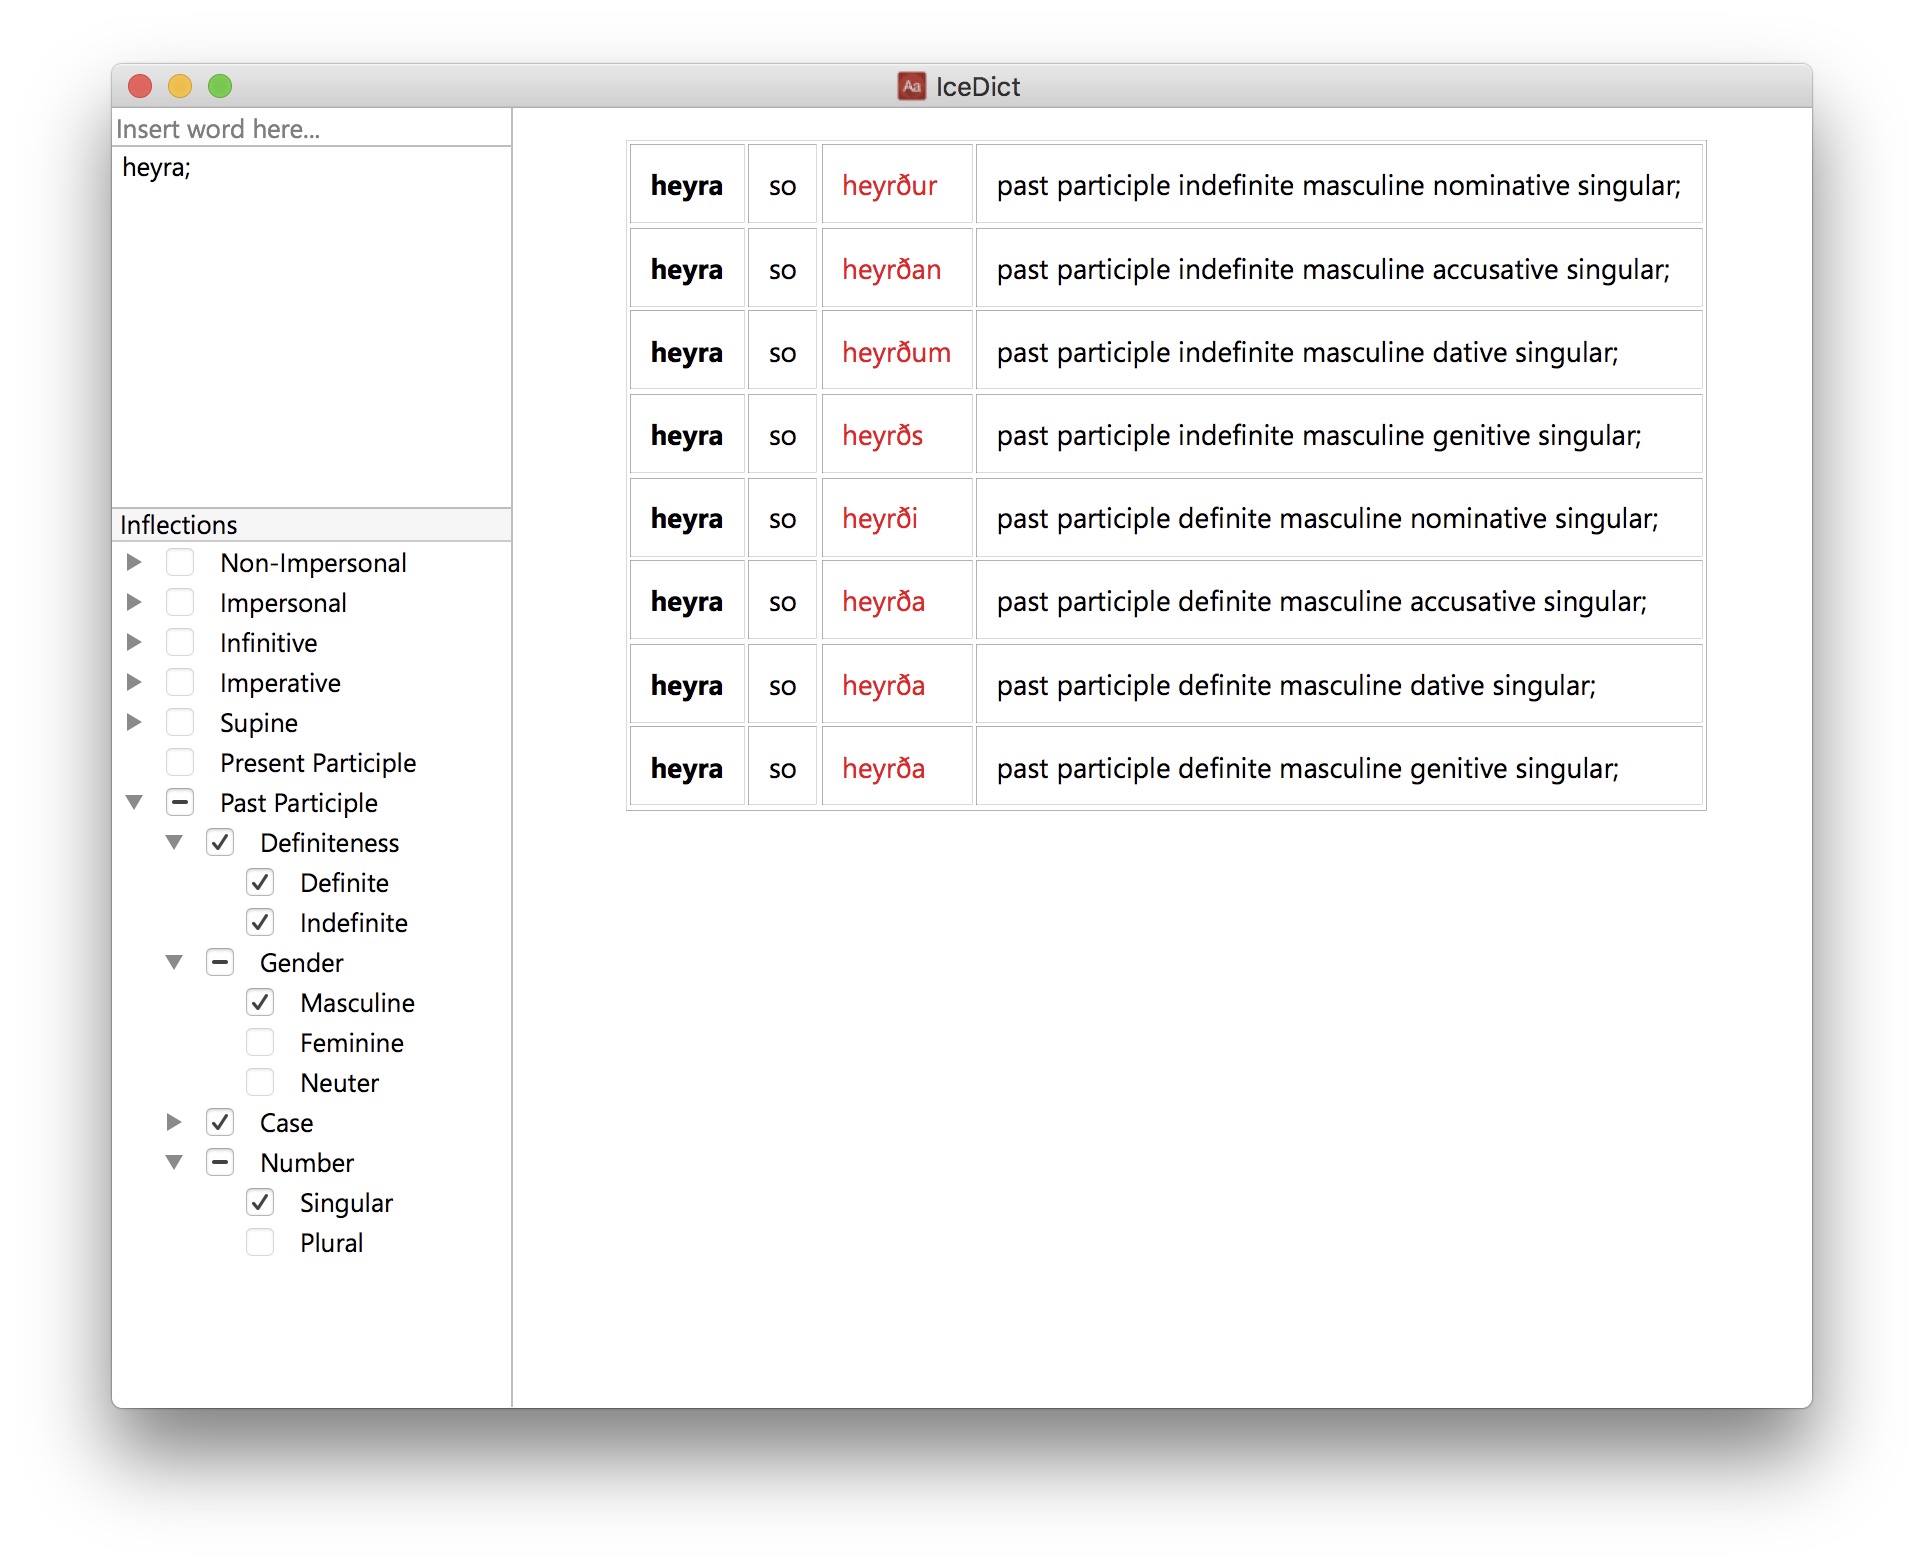 Aa IceDict
Insert word here...
heyra;
Inflections
Non-Impersonal
Impersonal
Infinitive
Imperative
Supine
Present Participle
Past Participle
Definiteness
Definite
Indefinite
Gender
Masculine
Feminine
Neuter
Case
Number
Singular
Plural
heyra so heyrður past participle indefinite masculine nominative singular;
heyra so heyrðan past participle indefinite masculine accusative singular;
heyra so heyrðum past participle indefinite masculine dative singular;
heyra so heyrðs past participle indefinite masculine genitive singular;
heyra so heyrði past participle definite masculine nominative singular;
heyra so heyrða past participle definite masculine accusative singular;
heyra so heyrða past participle definite masculine dative singular;
heyra so heyrða past participle definite masculine genitive singular;